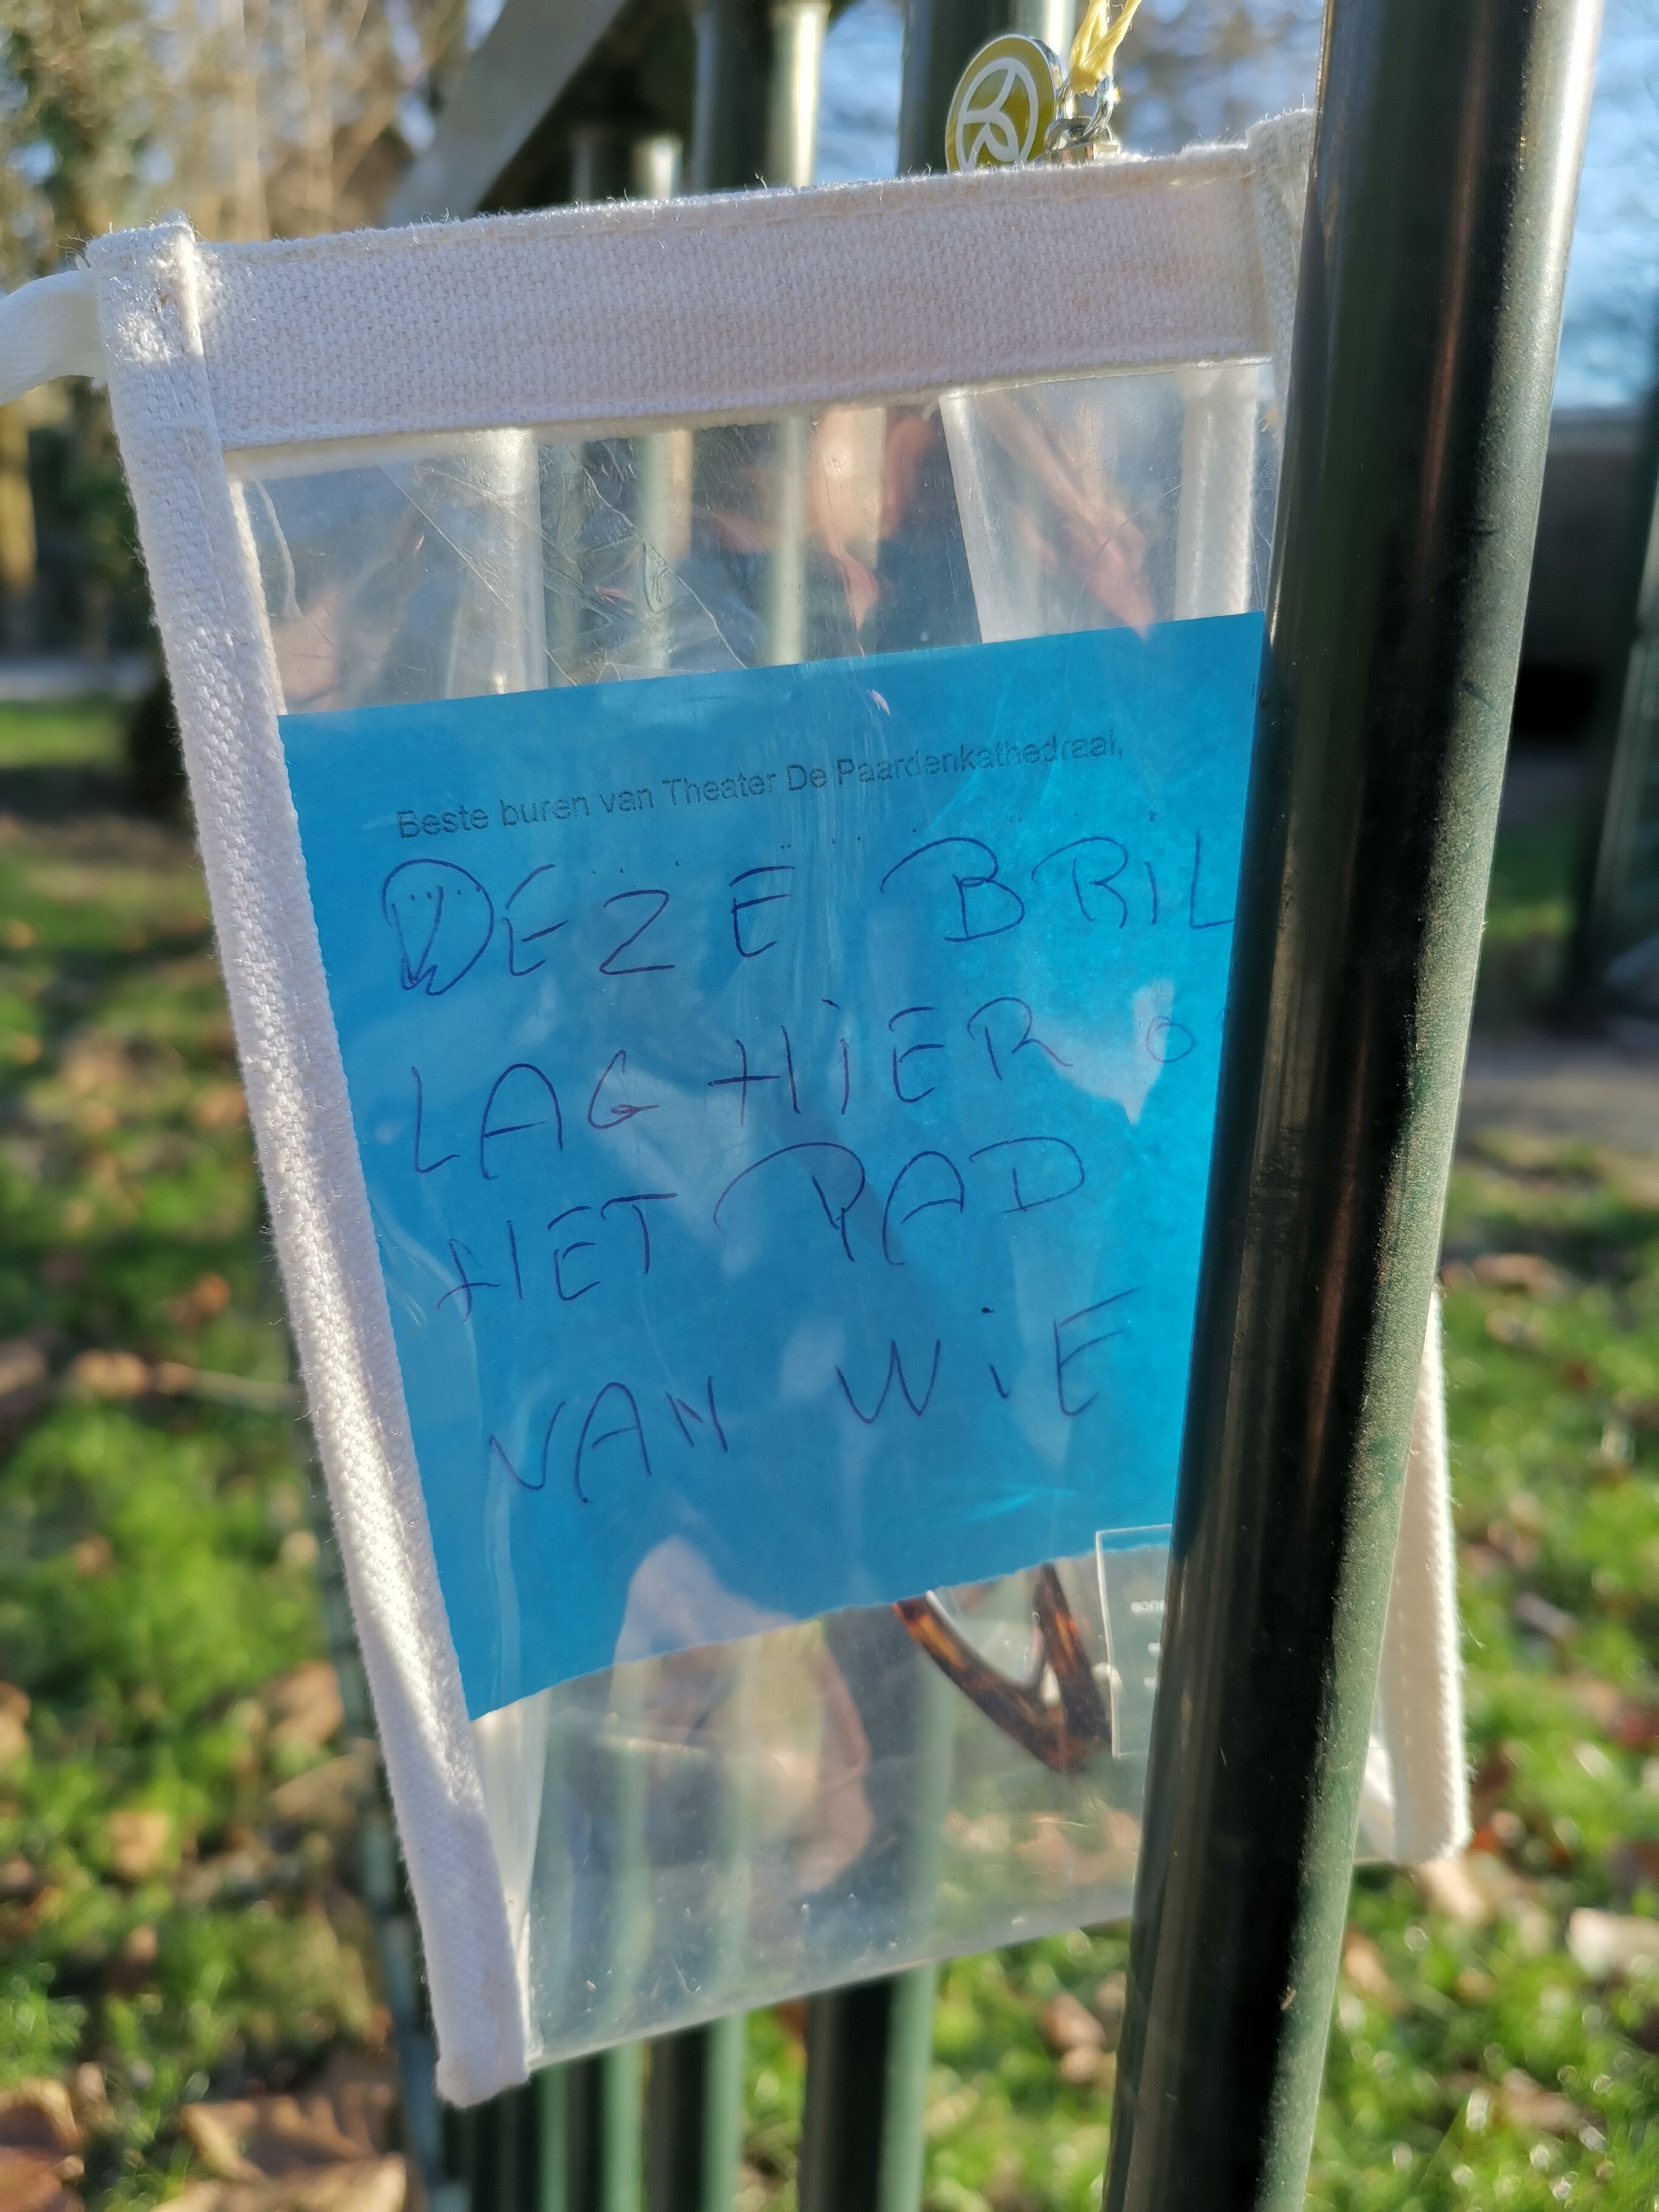 Beste buren van Theater De Paardenkathedraal,
DEZE BRIL
LAG HIER
HET PAD
VAN WIE